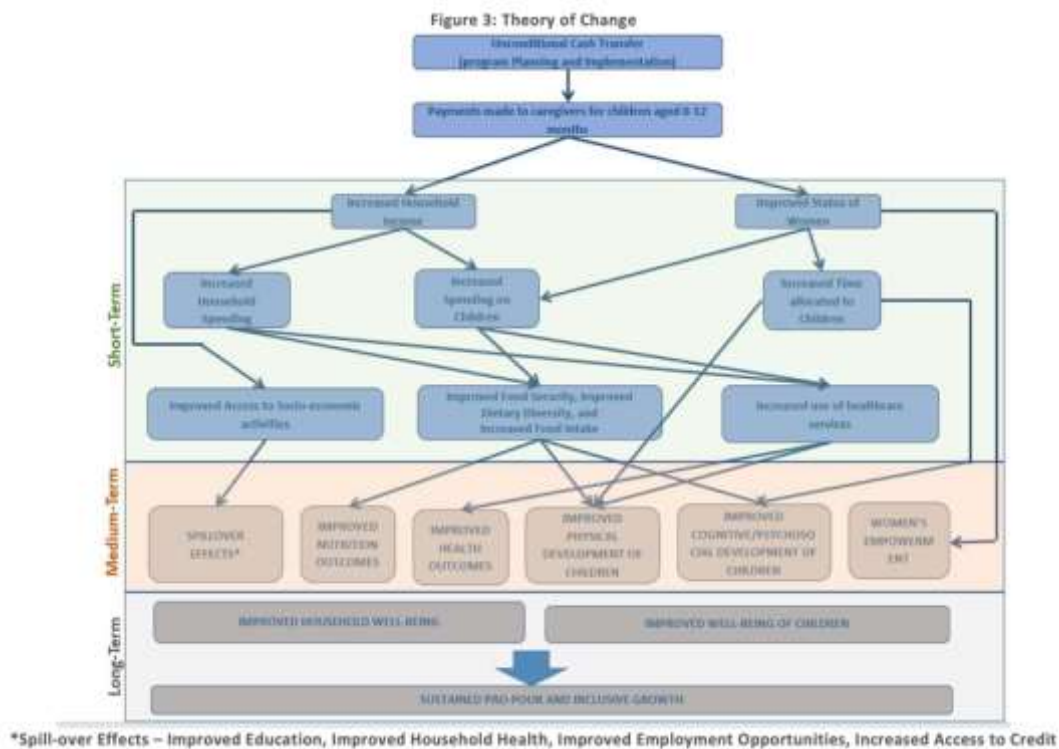 Figure 3: Theory of Change
Unconditional Cash Transfer
(program Planning and Implementation)
Payments made to caregivers for children aged 0-12
months
Short-Term
Increased Household
Income
Improved Status of
Women
Increased
Household
Spending
Increased
Spending on
Children
Increased Time
allocated to
Children
Improved Access to Socio-economic
activities
Improved Food Security, Improved
Dietary Diversity, and
Increased Food Intake
Increased use of healthcare
services
Medium-Term
SPILLOVER
EFFECTS*
IMPROVED
NUTRITION
OUTCOMES
IMPROVED
HEALTH
OUTCOMES
IMPROVED
PHYSICAL
DEVELOPMENT OF
CHILDREN
IMPROVED
COGNITIVE/PSYCHOSO
CIAL DEVELOPMENT OF
CHILDREN
WOMEN'S
EMPOWERM
ENT
Long-Term
IMPROVED HOUSEHOLD WELL-BEING
IMPROVED WELL-BEING OF CHILDREN
SUSTAINED PRO-POUR AND INCLUSIVE GROWTH
*Spill-over Effects – Improved Education, Improved Household Health, Improved Employment Opportunities, Increased Access to Credit